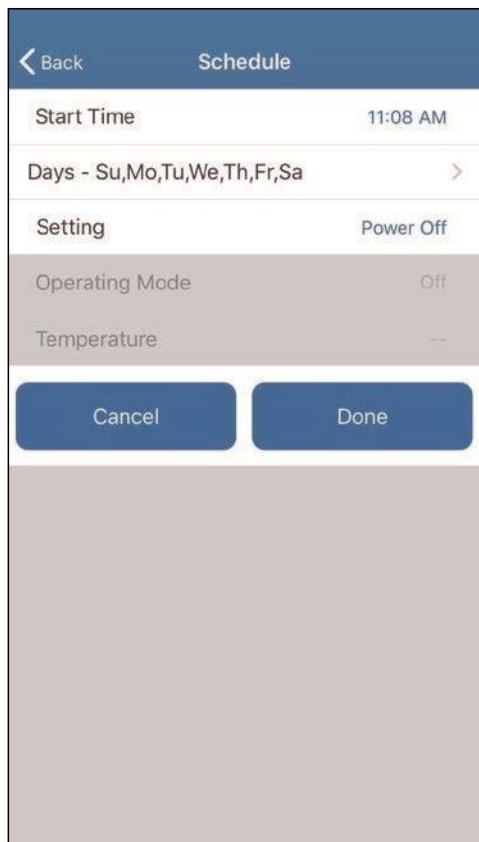 Back Schedule
Start Time 11:08 AM
Days - Su,Mo,Tu,We,Th,Fr,Sa
Setting Power Off
Operating Mode Off
Temperature --
Cancel Done